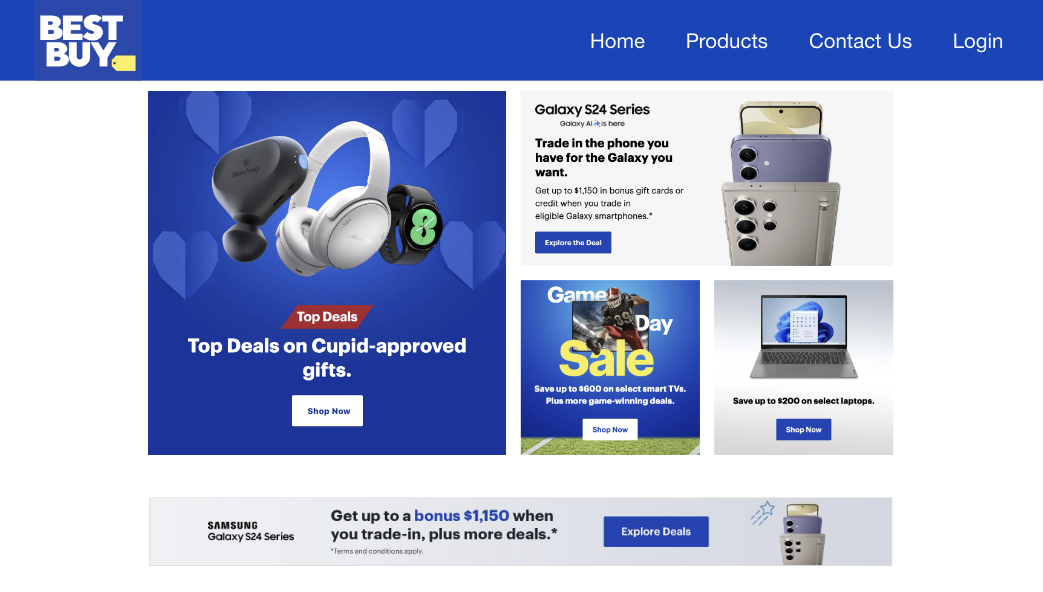 BEST
BUY
Home
Products
Contact Us
Login
Top Deals
Top Deals on Cupid-approved
gifts.
Shop Now
Galaxy S24 Series
Galaxy AI is here
Trade in the phone you
have for the Galaxy you
want.
Get up to $1,150 in bonus gift cards or
credit when you trade in
eligible Galaxy smartphones.*
Explore the Deal
Game
Day
Sale
Save up to $600 on select smart TVs.
Plus more game-winning deals.
Shop Now
Save up to $200 on select laptops.
Shop Now
SAMSUNG
Galaxy S24 Series
Get up to a bonus $1,150 when
you trade-in, plus more deals.*
*Terms and conditions apply.
Explore Deals